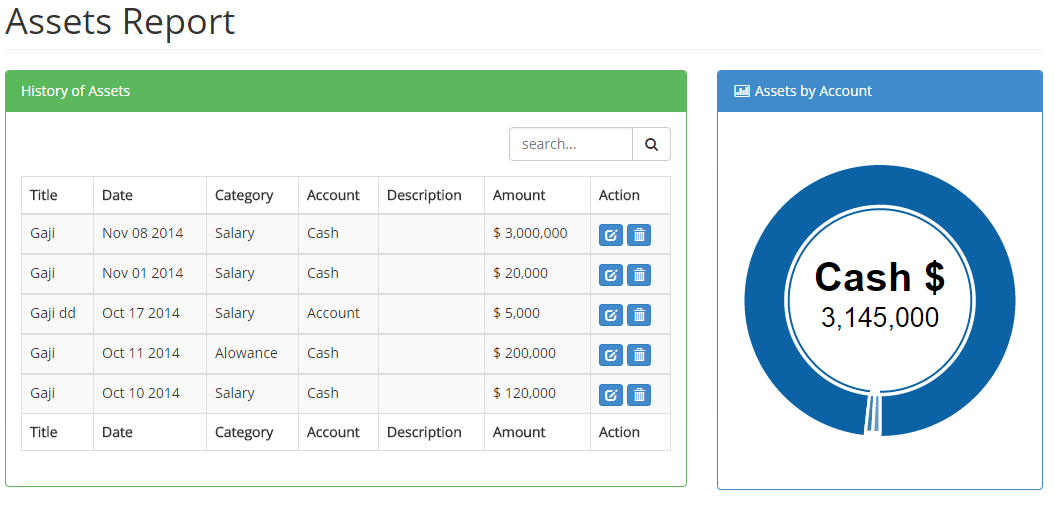 Assets Report
History of Assets
Assets by Account
search...
Title Date Category Account Description Amount Action
Gaji Nov 08 2014 Salary Cash $ 3,000,000
Gaji Nov 01 2014 Salary Cash $ 20,000
Gaji dd Oct 17 2014 Salary Account $ 5,000
Gaji Oct 11 2014 Alowance Cash $ 200,000
Gaji Oct 10 2014 Salary Cash $ 120,000
Title Date Category Account Description Amount Action
Cash $
3,145,000